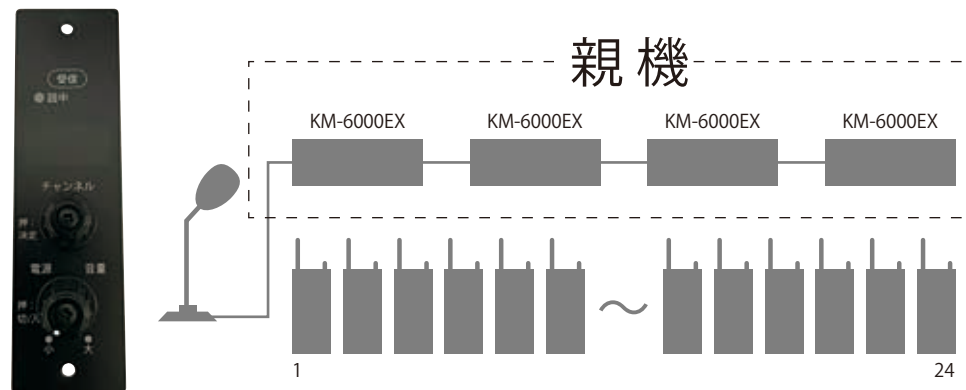 受信
話中
チャンネル
押：
決定
電源 音量
押：
切/入
小 大
親機
KM-6000EX KM-6000EX KM-6000EX KM-6000EX
～
1 24